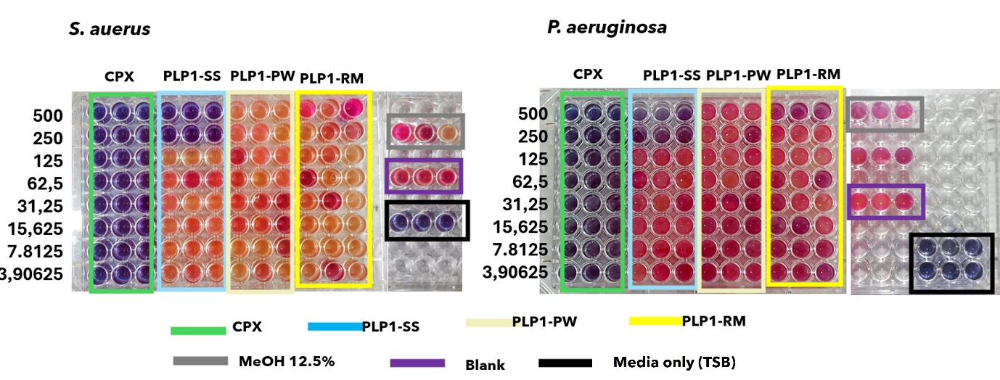 S. auerus
P. aeruginosa
CPX PLP1-SS PLP1-PW PLP1-RM
CPX PLP1-SS PLP1-PW PLP1-RM
500
250
125
62,5
31,25
15,625
7.8125
3,90625
500
250
125
62,5
31,25
15,625
7.8125
3,90625
CPX PLP1-SS PLP1-PW PLP1-RM
MeOH 12.5% Blank Media only (TSB)